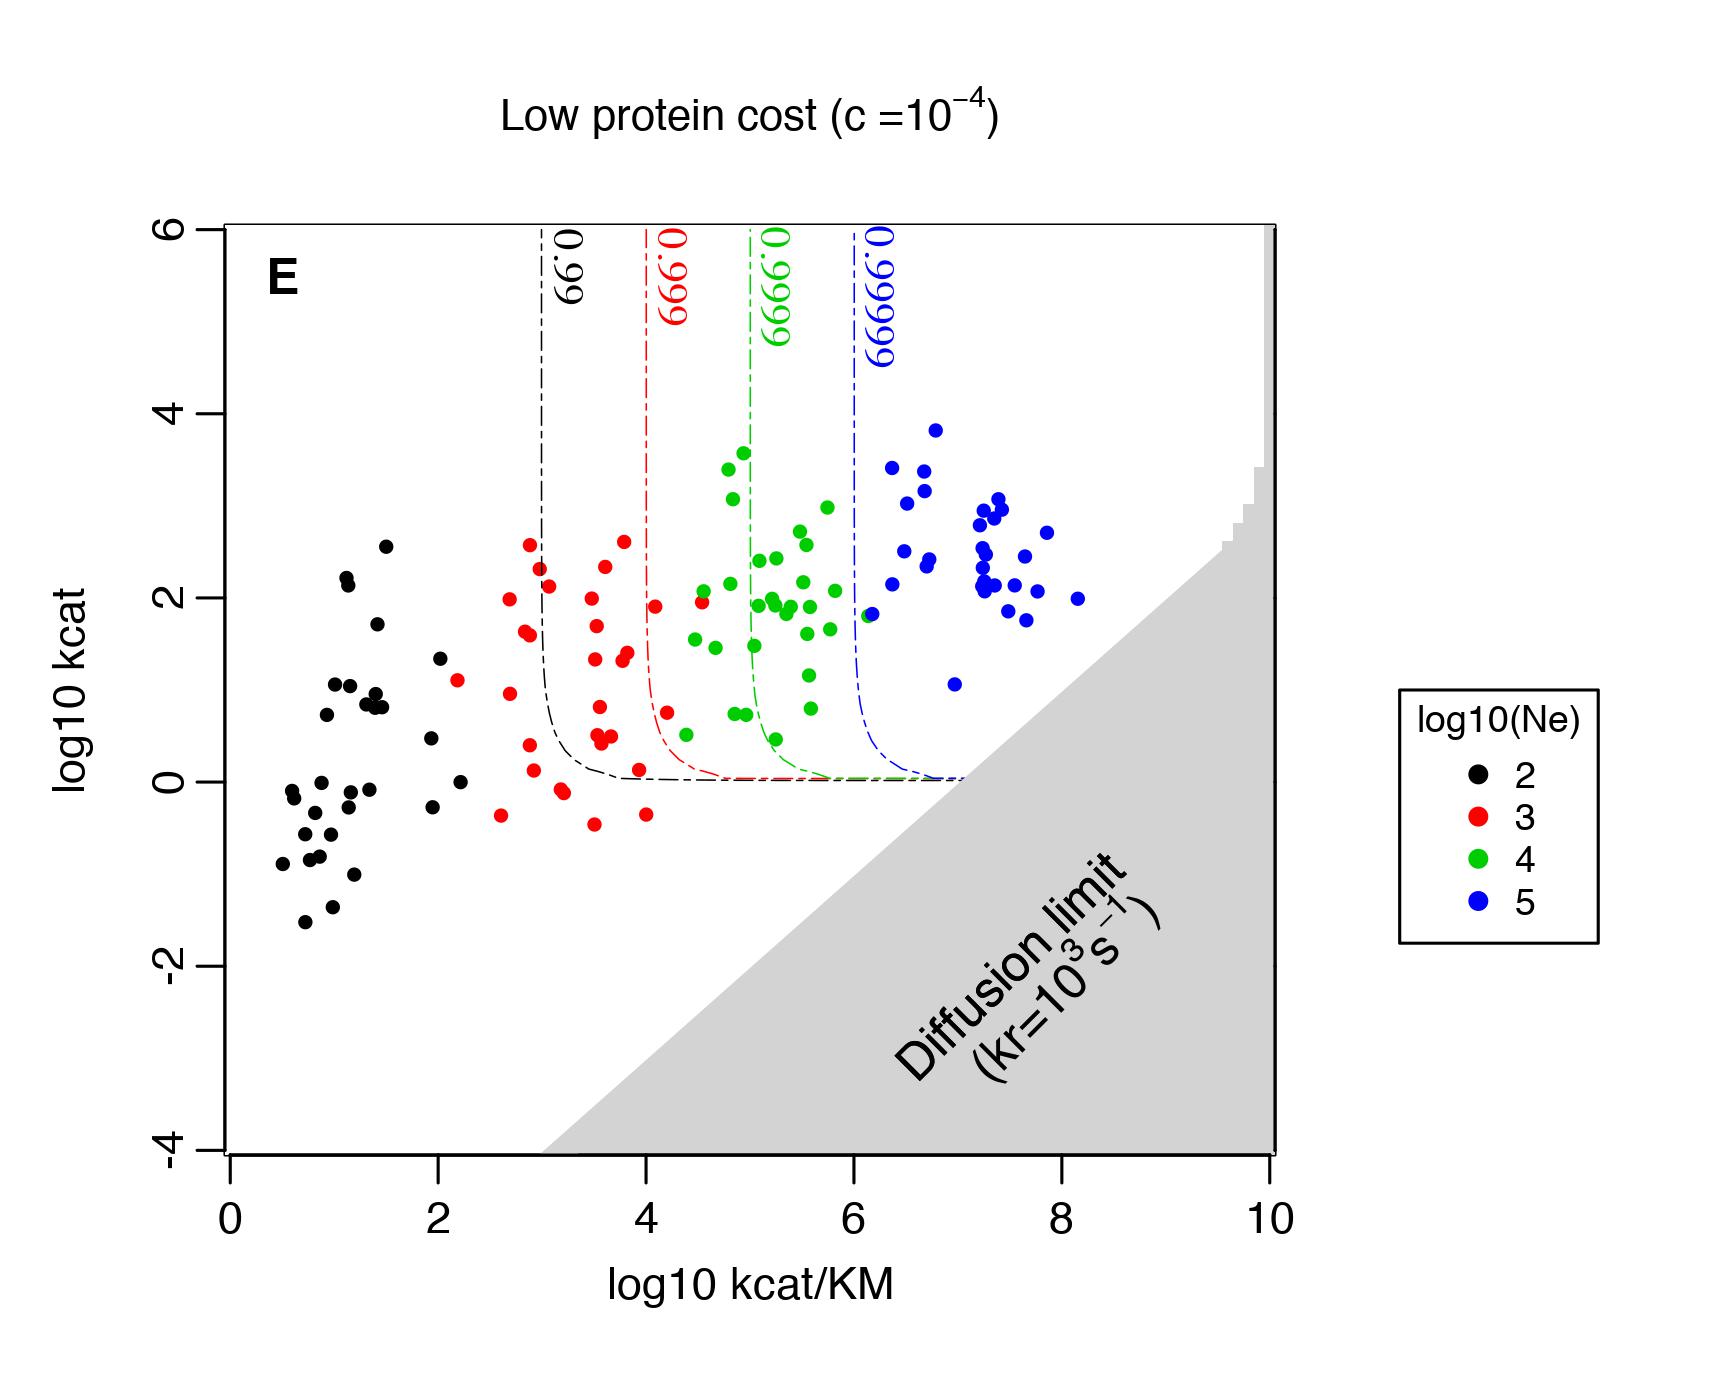 Low protein cost (c =10⁻⁴)
E
0.99
0.999
0.9999
0.99999
6
4
2
0
-2
-4
log10 kcat
Diffusion limit
(kr=10³s⁻¹)
0 2 4 6 8 10
log10 kcat/KM
log10(Ne)
2
3
4
5